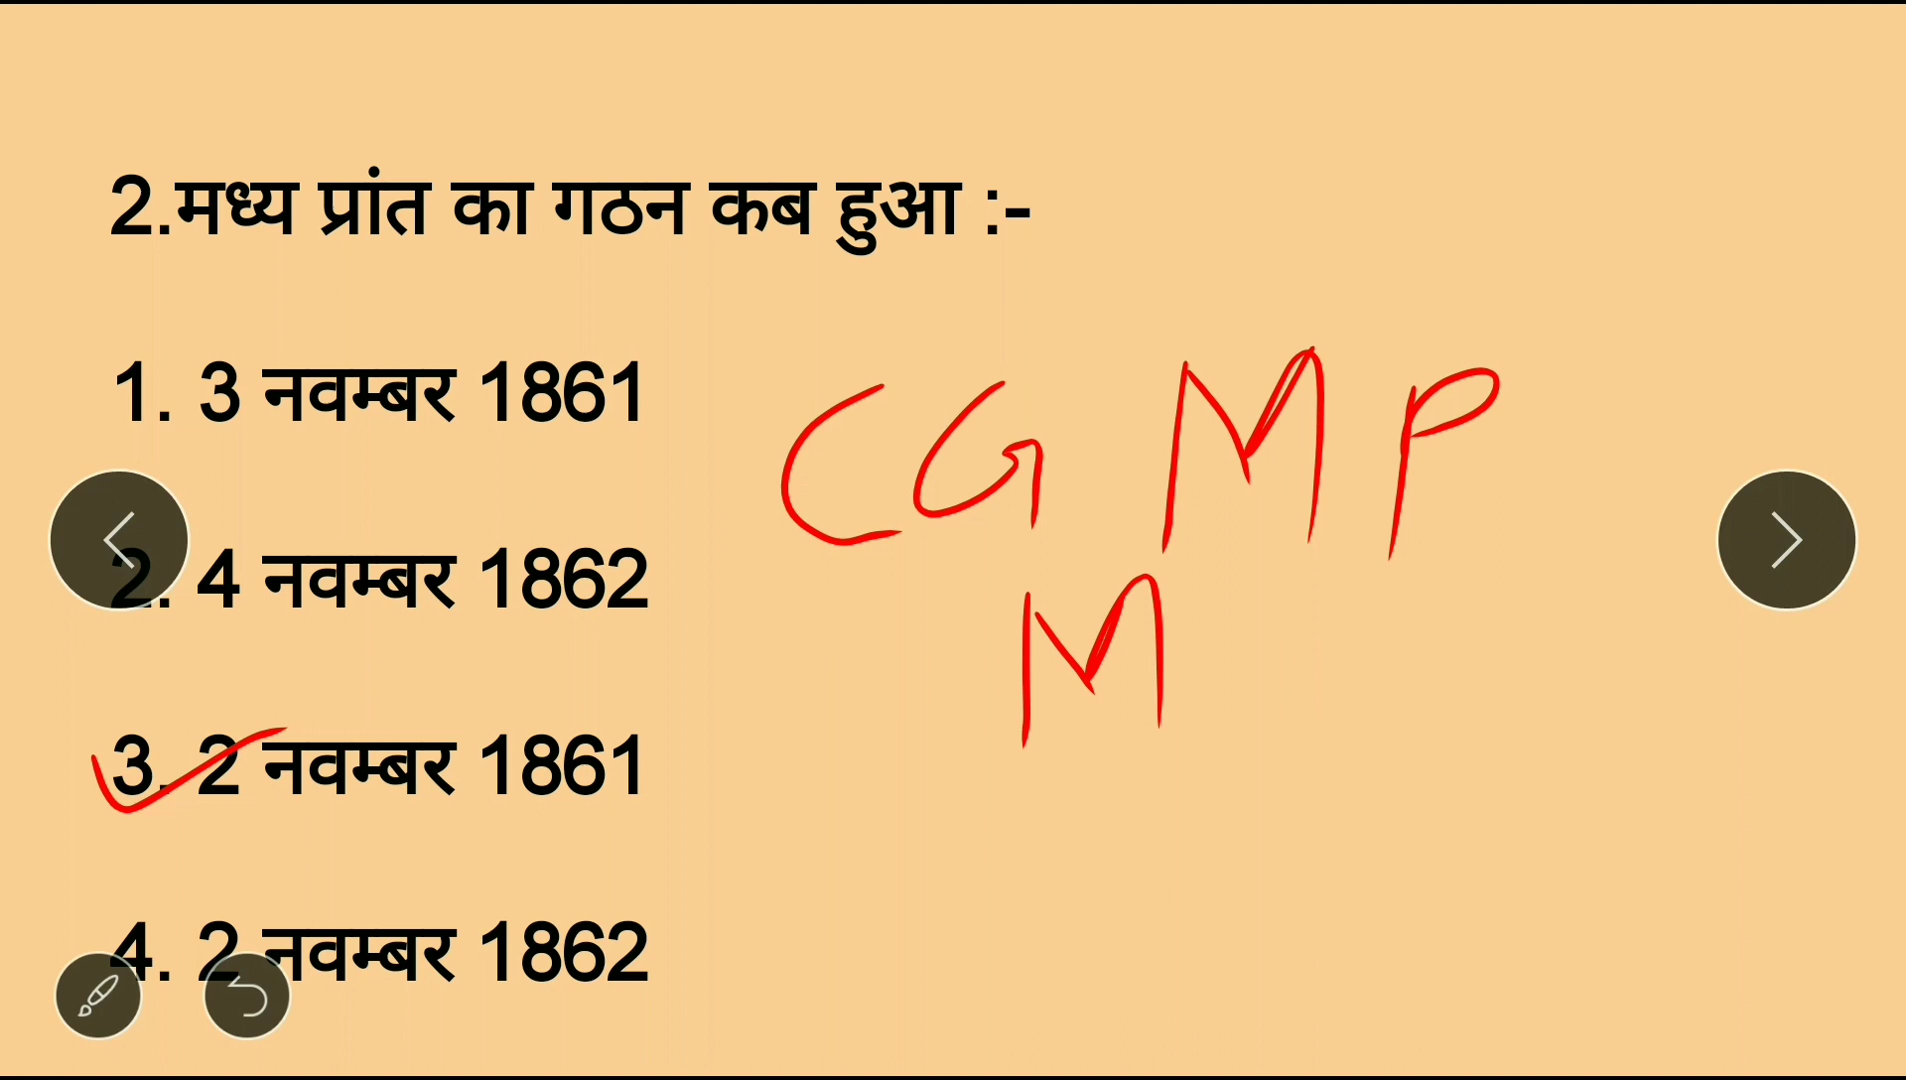 2.मध्य प्रांत का गठन कब हुआ :-
1. 3 नवम्बर 1861
CG MP
2. 4 नवम्बर 1862
M
3. 2 नवम्बर 1861
4. 2 नवम्बर 1862